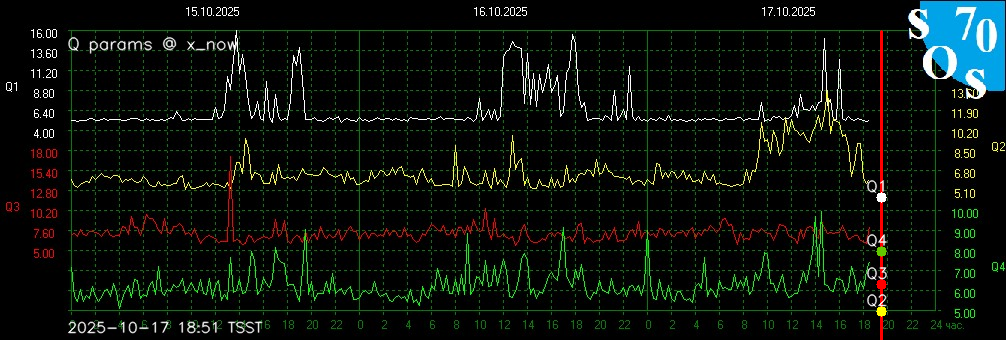 15.10.2025 16.10.2025 17.10.2025
SOS 70
Q params @ x_now
Q1
16.00
13.60
11.20
8.80
6.40
4.00
Q3
18.00
15.40
12.80
10.20
7.60
5.00
Q2
11.90
10.20
8.50
6.80
5.10
Q4
10.00
9.00
8.00
7.00
6.00
5.00
Q1
Q4
Q3
Q2
2025-10-17 18:51 TSST
18 20 22 0 2 4 6 8 10 12 14 16 18 20 22 0 2 4 6 8 10 12 14 16 18 20 22 24 час.